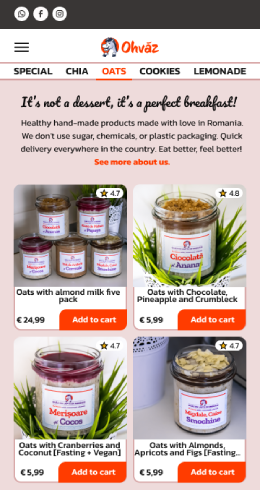 Ohvăz
SPECIAL CHIA OATS COOKIES LEMONADE
It's not a dessert, it's a perfect breakfast!
Healthy hand-made products made with love in Romania.
We don't use sugar, chemicals, or plastic packaging. Quick
delivery everywhere in the country. Eat better, feel better!
See more about us.
4.7
4.8
Ciocolată
Ananas
Oats with almond milk five
pack
Oats with Chocolate,
Pineapple and Crumbleck
€ 24,99 Add to cart
€ 5,99 Add to cart
4.7
4.7
Merișoare
Cocos
Migdale, Caise
Smochine
Oats with Cranberries and
Coconut [Fasting + Vegan]
Oats with Almonds,
Apricots and Figs [Fasting...
€ 5,99 Add to cart
€ 5,99 Add to cart